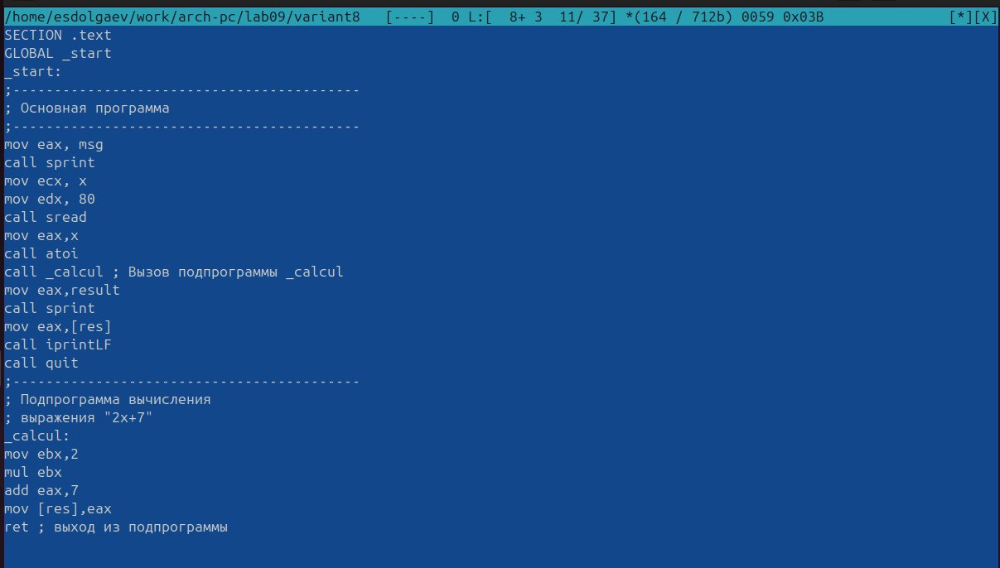 /home/esdolgaev/work/arch-pc/lab09/variant8   [----]  0 L:[  8+ 3  11/ 37] *(164 / 712b) 0059 0x03B   [*][X]
SECTION .text
GLOBAL _start
_start:
;------------------------------------------
; Основная программа
;------------------------------------------
mov eax, msg
call sprint
mov ecx, x
mov edx, 80
call sread
mov eax,x
call atoi
call _calcul ; Вызов подпрограммы _calcul
mov eax,result
call sprint
mov eax,[res]
call iprintLF
call quit
;------------------------------------------
; Подпрограмма вычисления
; выражения "2x+7"
_calcul:
mov ebx,2
mul ebx
add eax,7
mov [res],eax
ret ; выход из подпрограммы